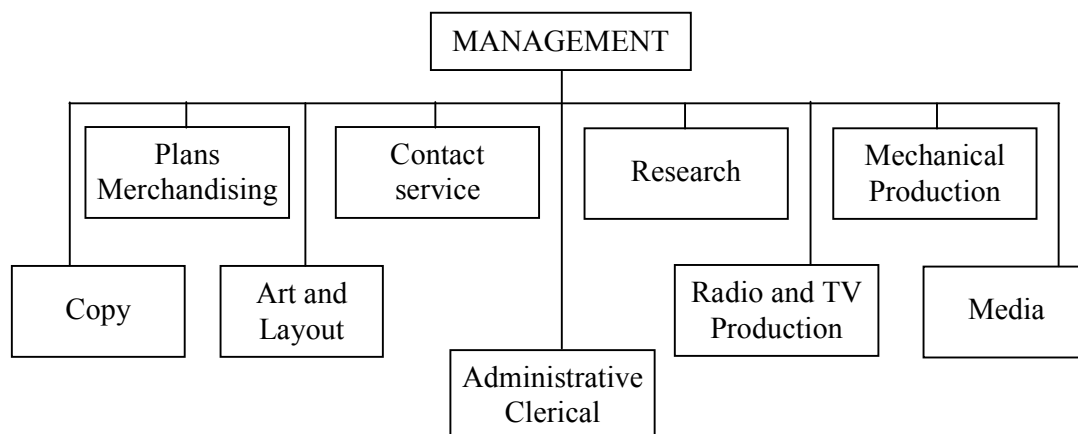 MANAGEMENT
Plans
Merchandising
Contact
service
Research
Mechanical
Production
Copy
Art and
Layout
Radio and TV
Production
Media
Administrative
Clerical